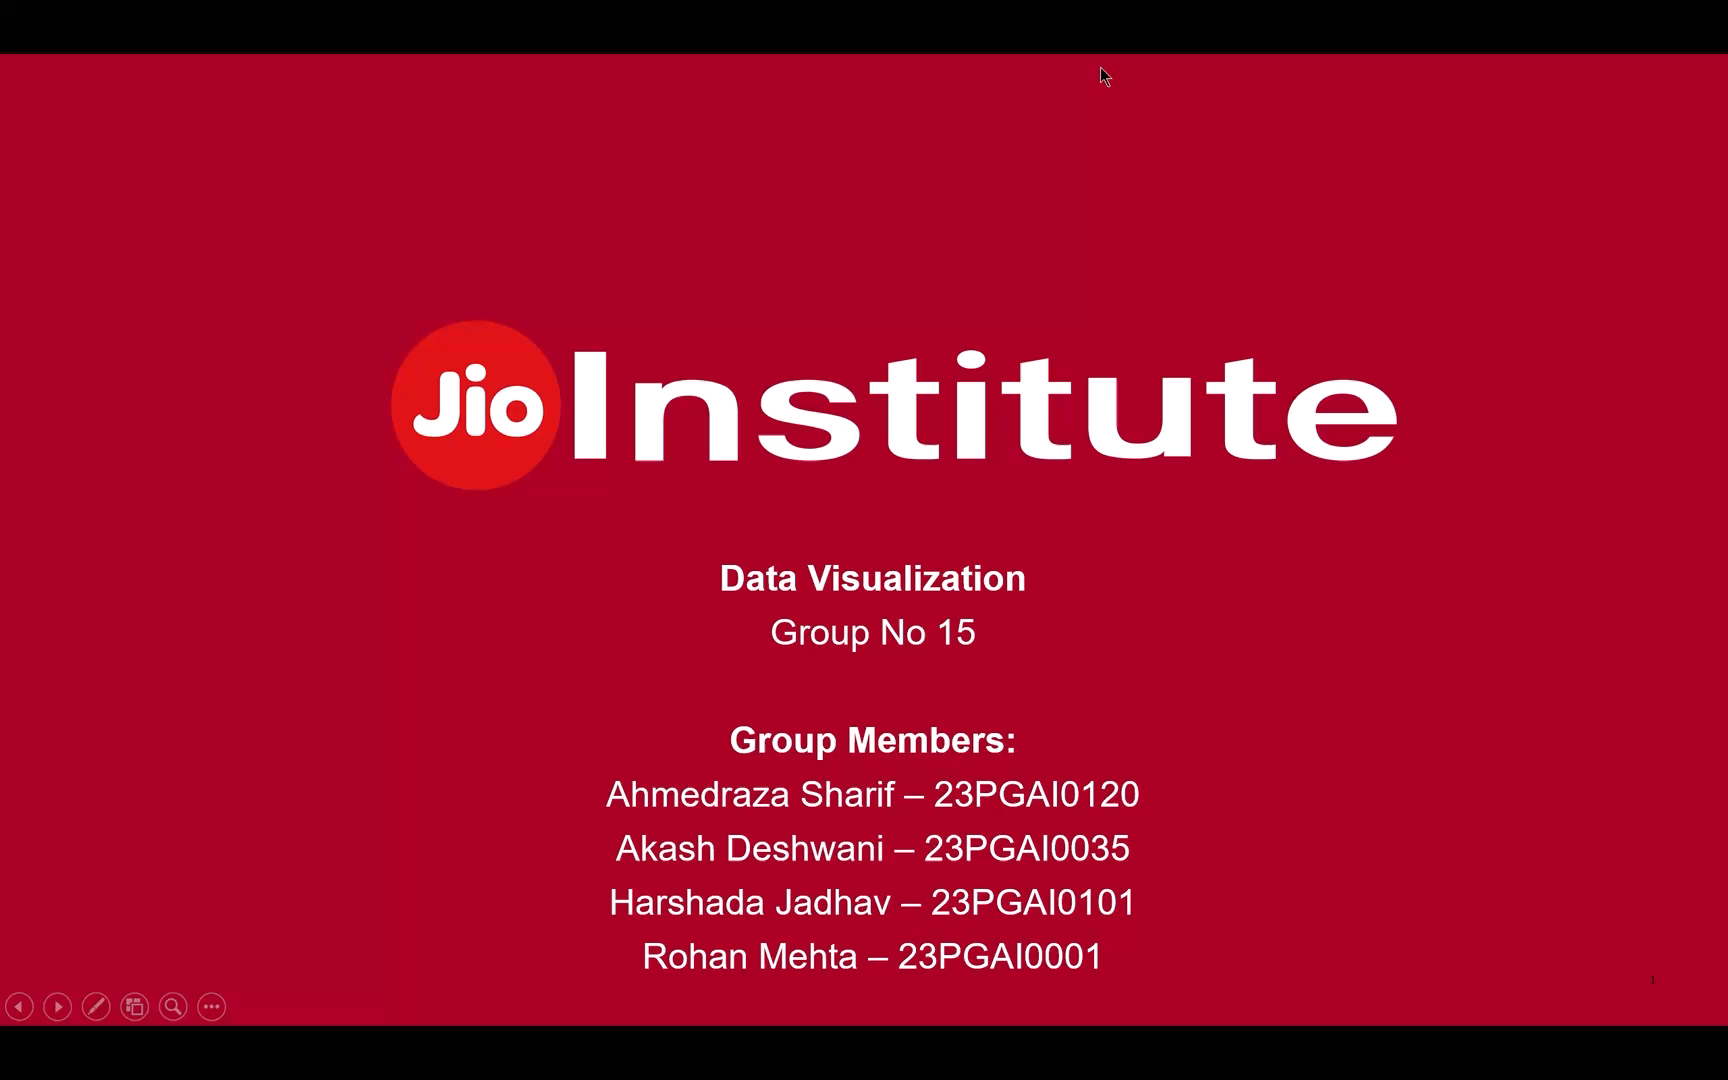 Jio Institute
Data Visualization
Group No 15
Group Members:
Ahmedraza Sharif – 23PGAI0120
Akash Deshwani – 23PGAI0035
Harshada Jadhav – 23PGAI0101
Rohan Mehta – 23PGAI0001
1